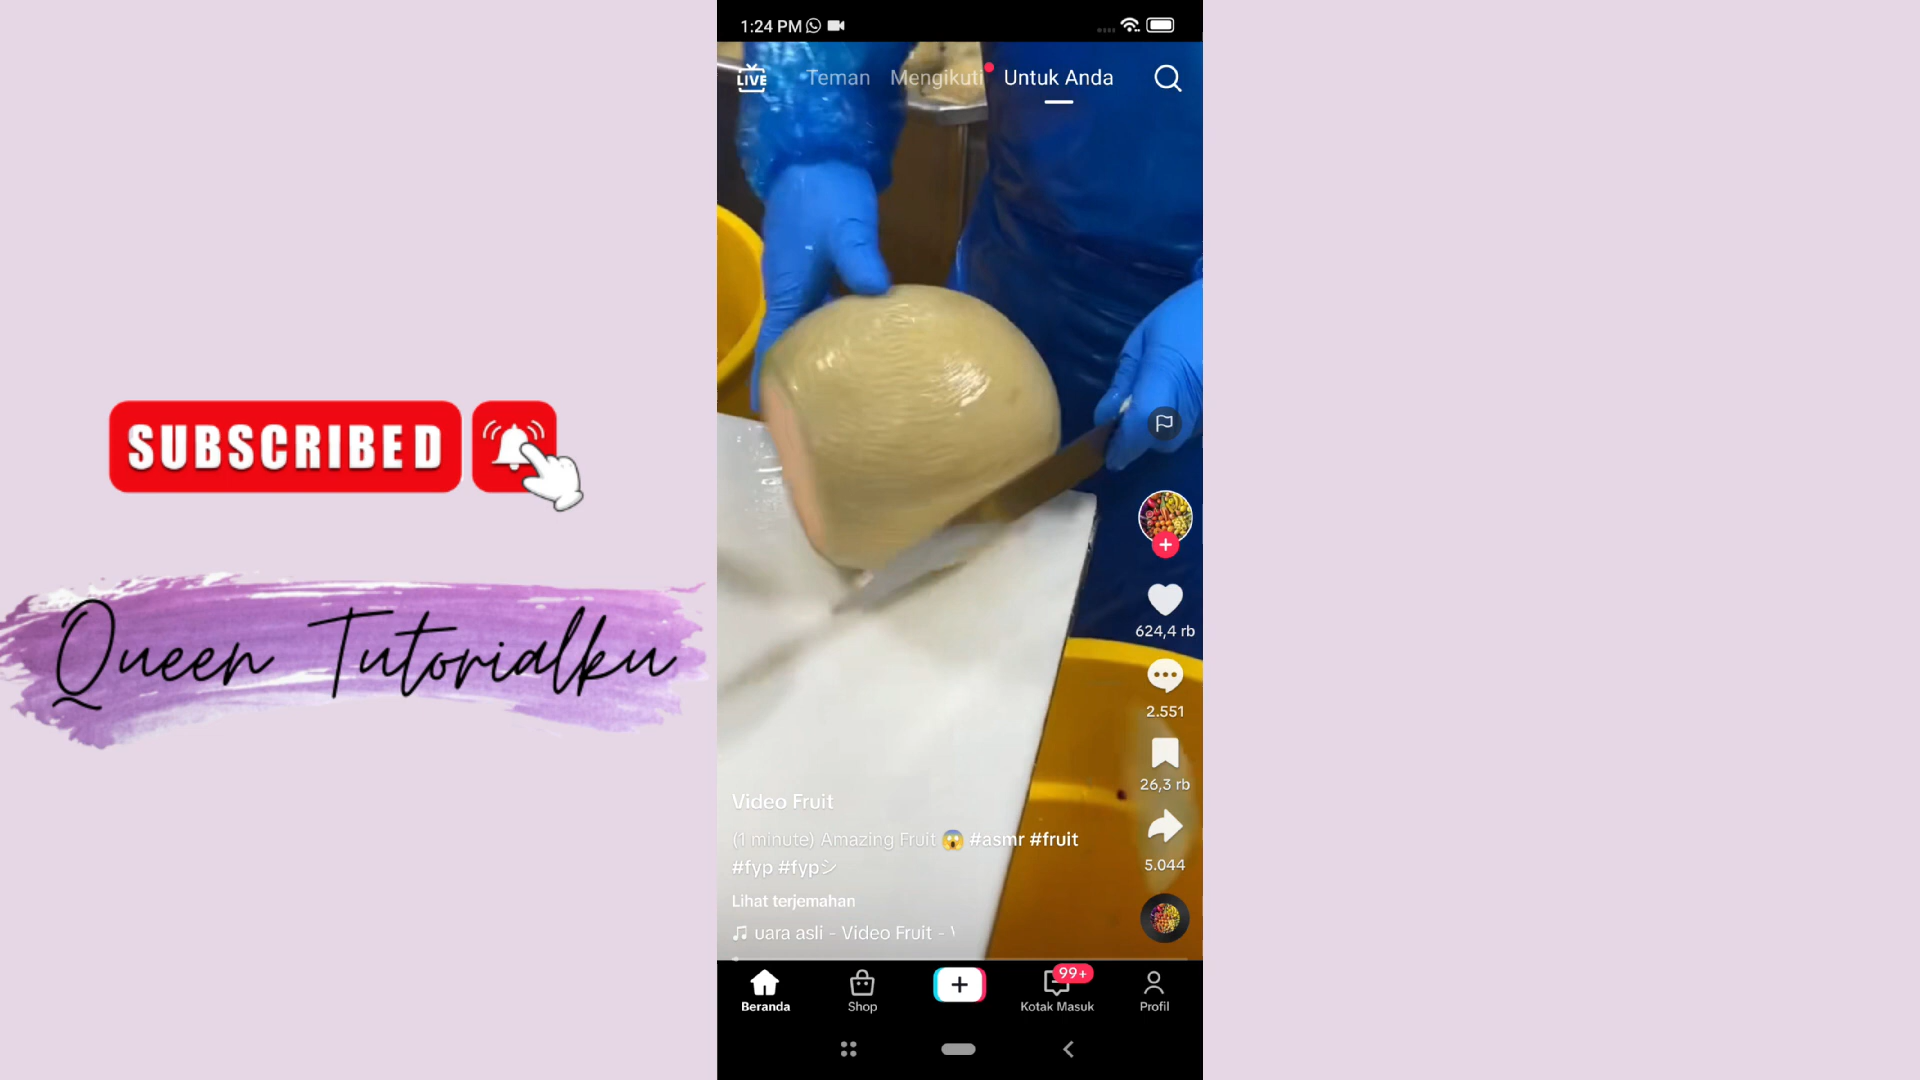 1:24 PM
LIVE
Teman Mengikuti Untuk Anda
SUBSCRIBED
Queen Tutorialku
624,4 rb
2.551
26,3 rb
5.044
Video Fruit
(1 minute) Amazing Fruit 😱 #asmr #fruit
#fyp #fypシ
Lihat terjemahan
uara asli - Video Fruit -
99+
Beranda Shop Kotak Masuk Profil